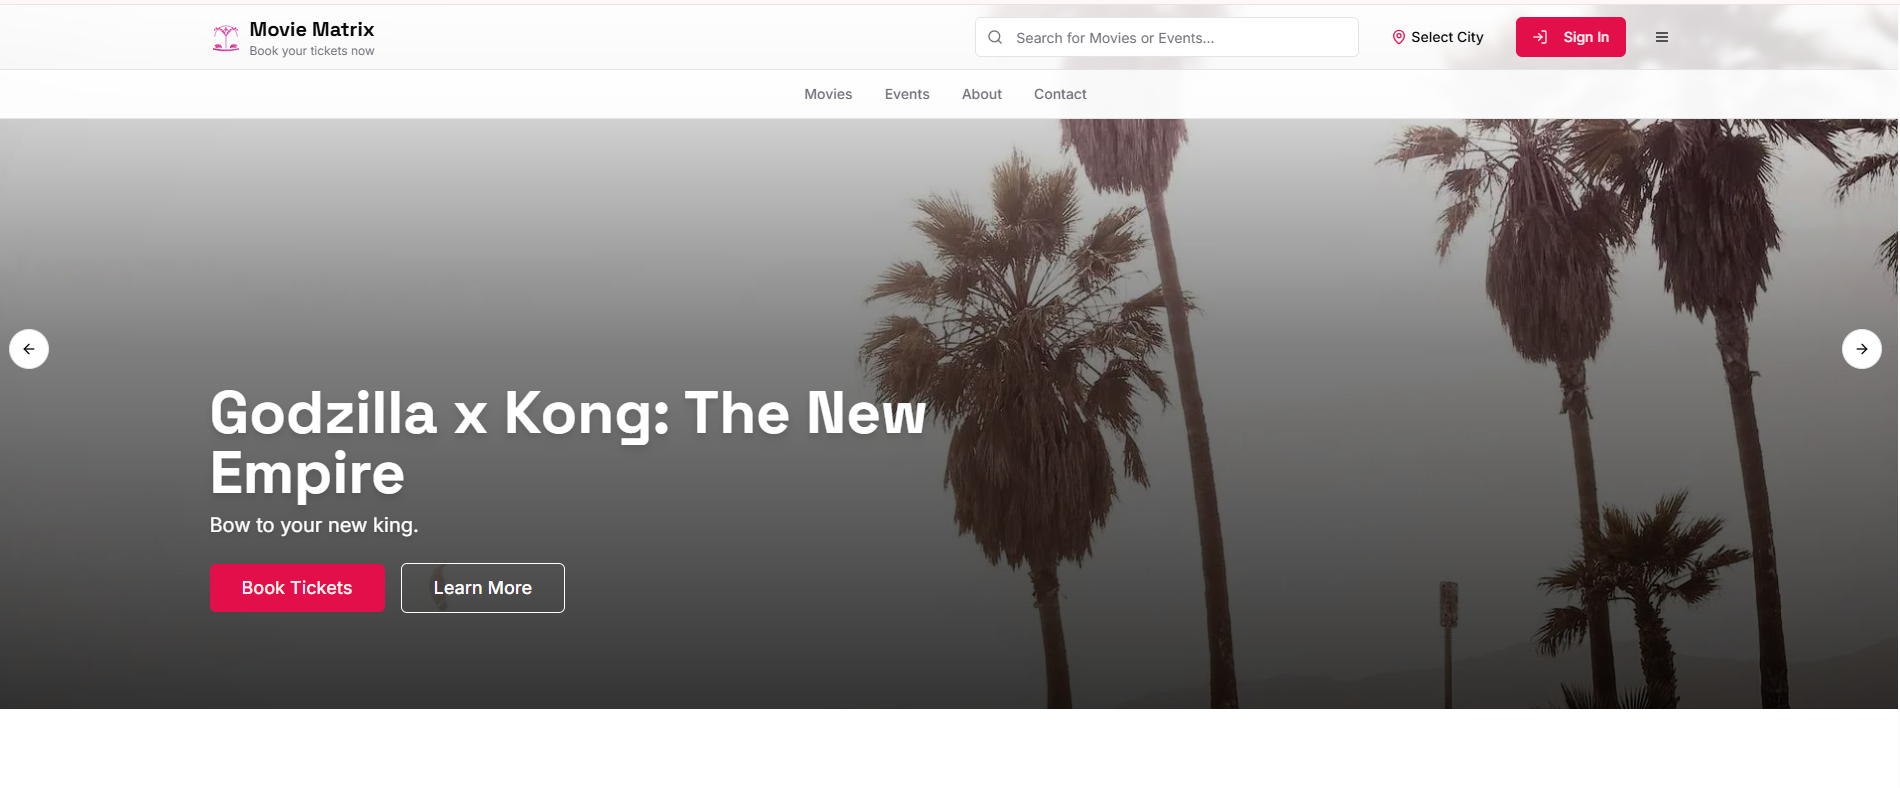 Movie Matrix
Book your tickets now
Search for Movies or Events...
Select City
Sign In
Movies
Events
About
Contact
Godzilla x Kong: The New
Empire
Bow to your new king.
Book Tickets
Learn More